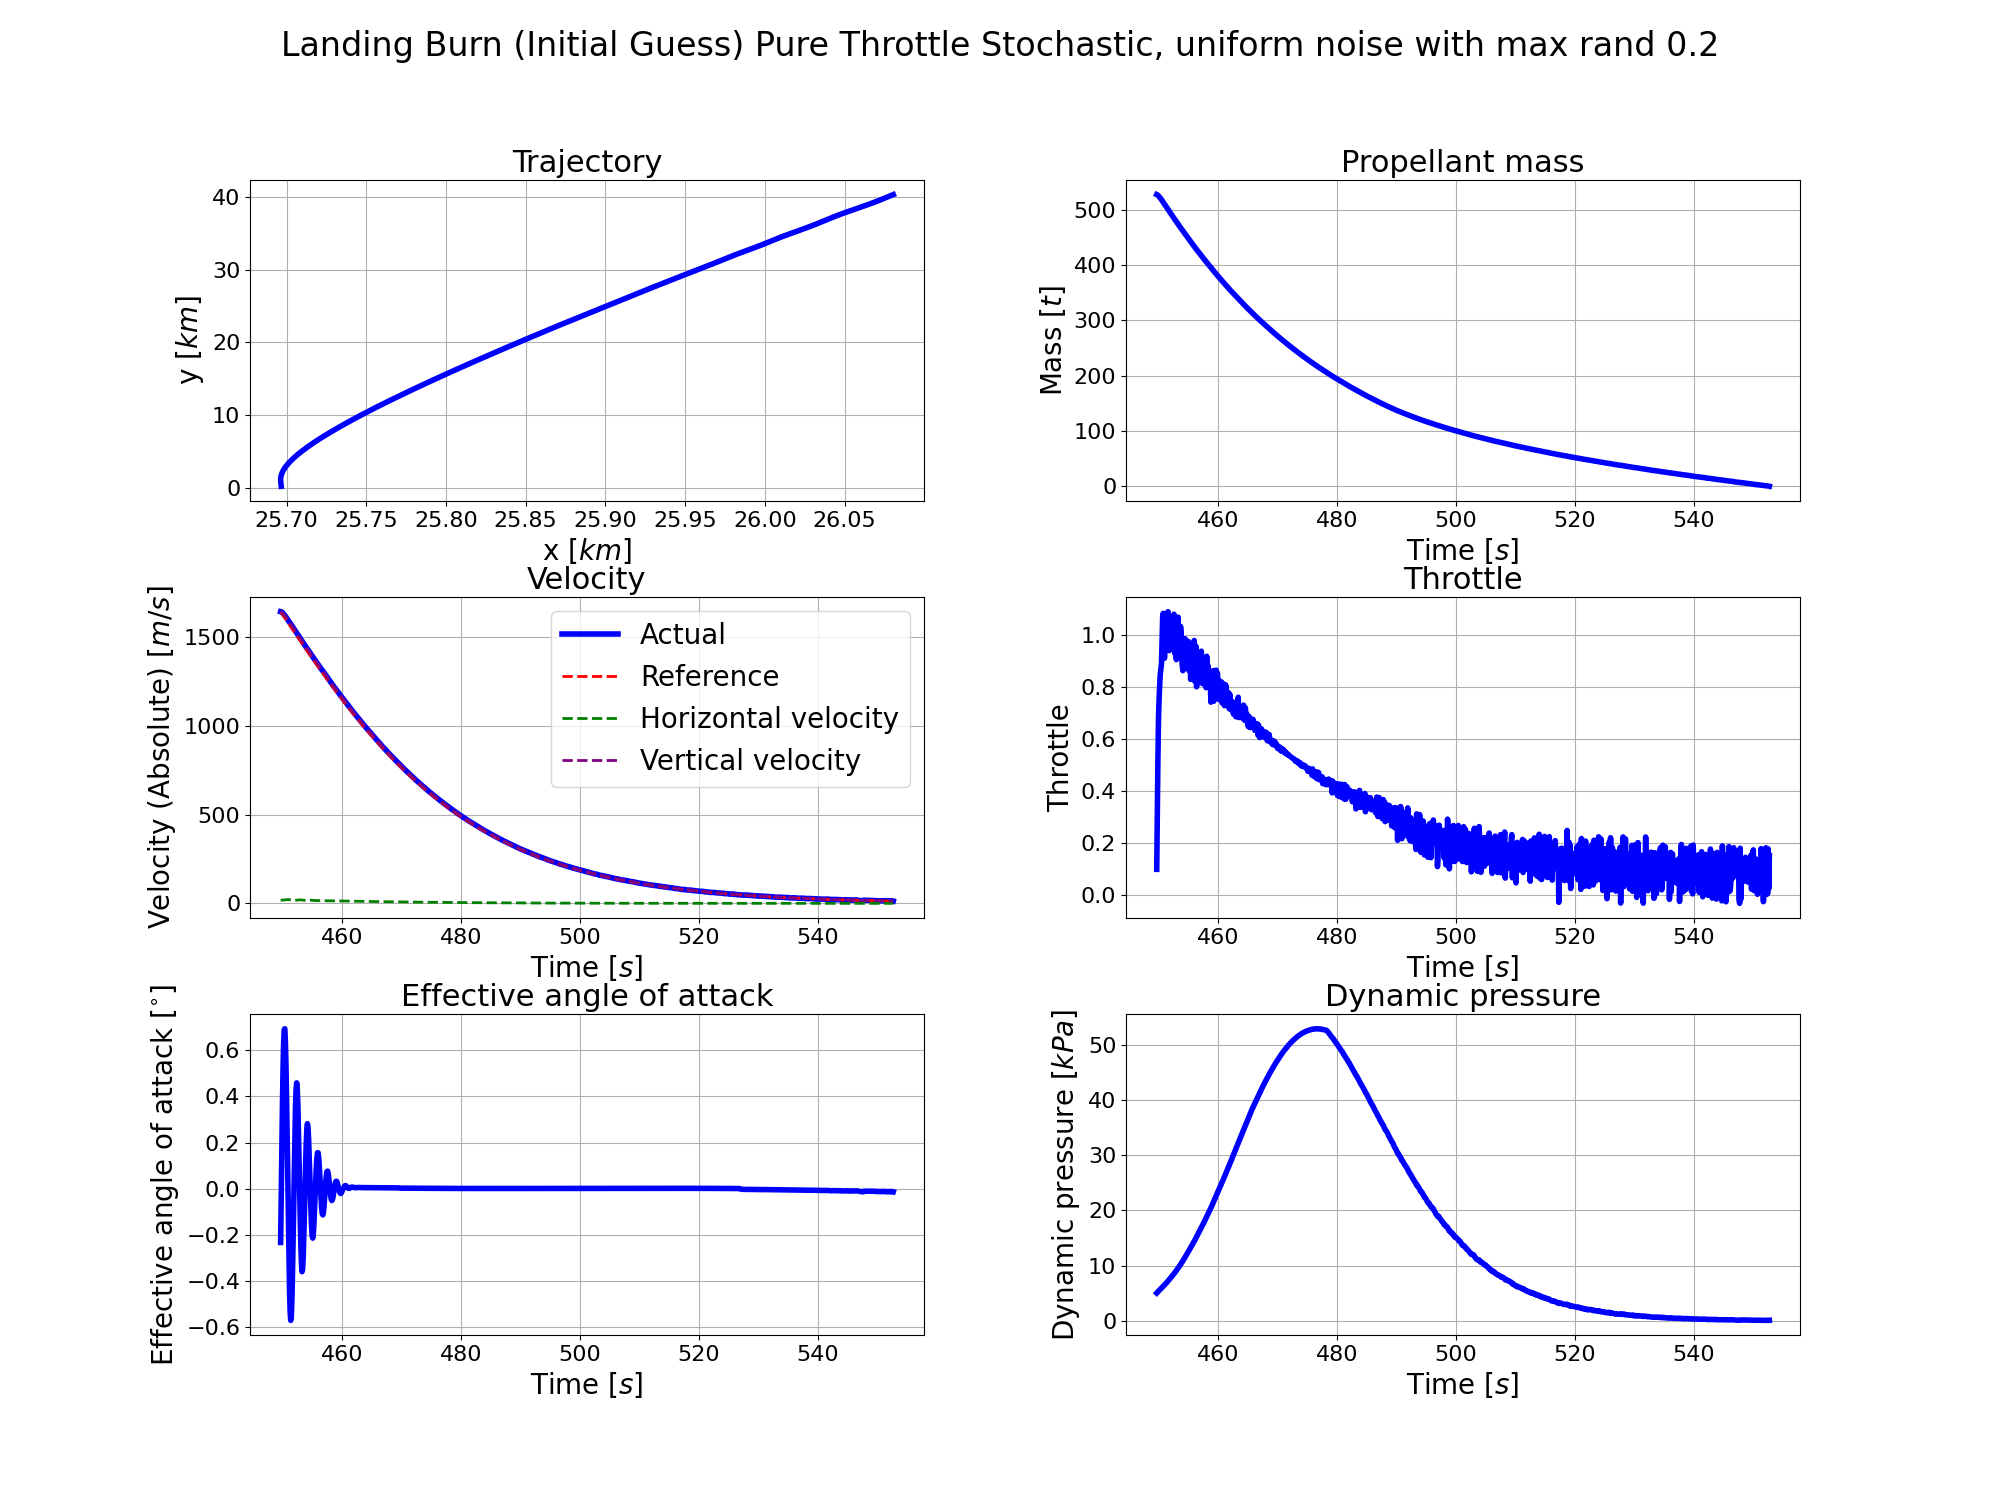 Landing Burn (Initial Guess) Pure Throttle Stochastic, uniform noise with max rand 0.2
Trajectory
y [km]
40
30
20
10
0
25.70 25.75 25.80 25.85 25.90 25.95 26.00 26.05
x [km]
Propellant mass
Mass [t]
500
400
300
200
100
0
460 480 500 520 540
Time [s]
Velocity
Velocity (Absolute) [m/s]
1500
1000
500
0
Actual
Reference
Horizontal velocity
Vertical velocity
460 480 500 520 540
Time [s]
Throttle
Throttle
1.0
0.8
0.6
0.4
0.2
0.0
460 480 500 520 540
Time [s]
Effective angle of attack
Effective angle of attack [°]
0.6
0.4
0.2
0.0
−0.2
−0.4
−0.6
460 480 500 520 540
Time [s]
Dynamic pressure
Dynamic pressure [kPa]
50
40
30
20
10
0
460 480 500 520 540
Time [s]